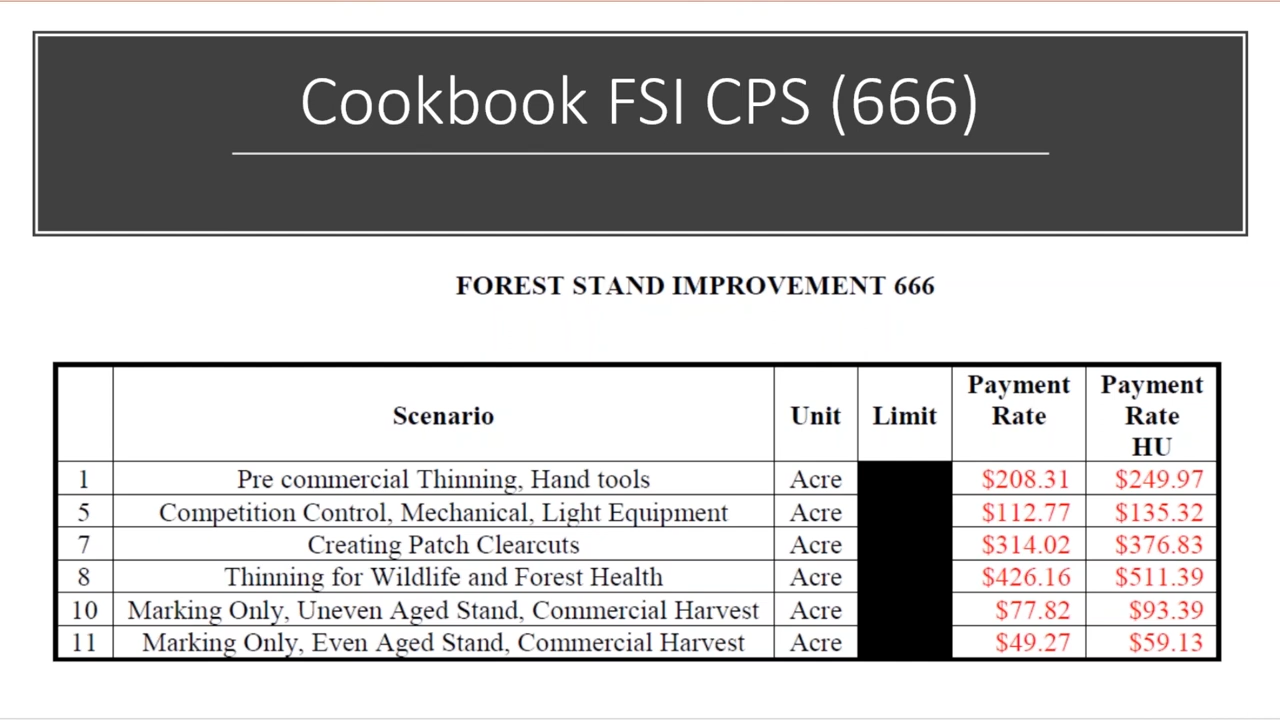 Cookbook FSI CPS (666)
FOREST STAND IMPROVEMENT 666
Scenario Unit Limit Payment Rate Payment Rate HU
1 Pre commercial Thinning, Hand tools Acre $208.31 $249.97
5 Competition Control, Mechanical, Light Equipment Acre $112.77 $135.32
7 Creating Patch Clearcuts Acre $314.02 $376.83
8 Thinning for Wildlife and Forest Health Acre $426.16 $511.39
10 Marking Only, Uneven Aged Stand, Commercial Harvest Acre $77.82 $93.39
11 Marking Only, Even Aged Stand, Commercial Harvest Acre $49.27 $59.13